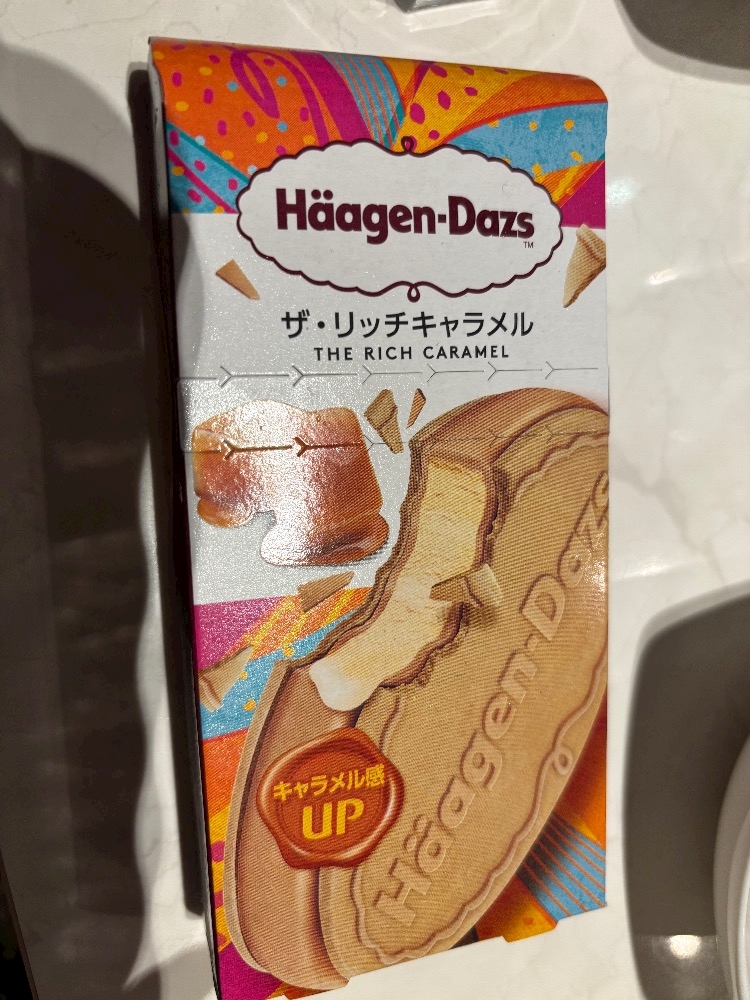 Häagen-Dazs
TM
ザ・リッチキャラメル
THE RICH CARAMEL
Häagen-Dazs
キャラメル感
UP